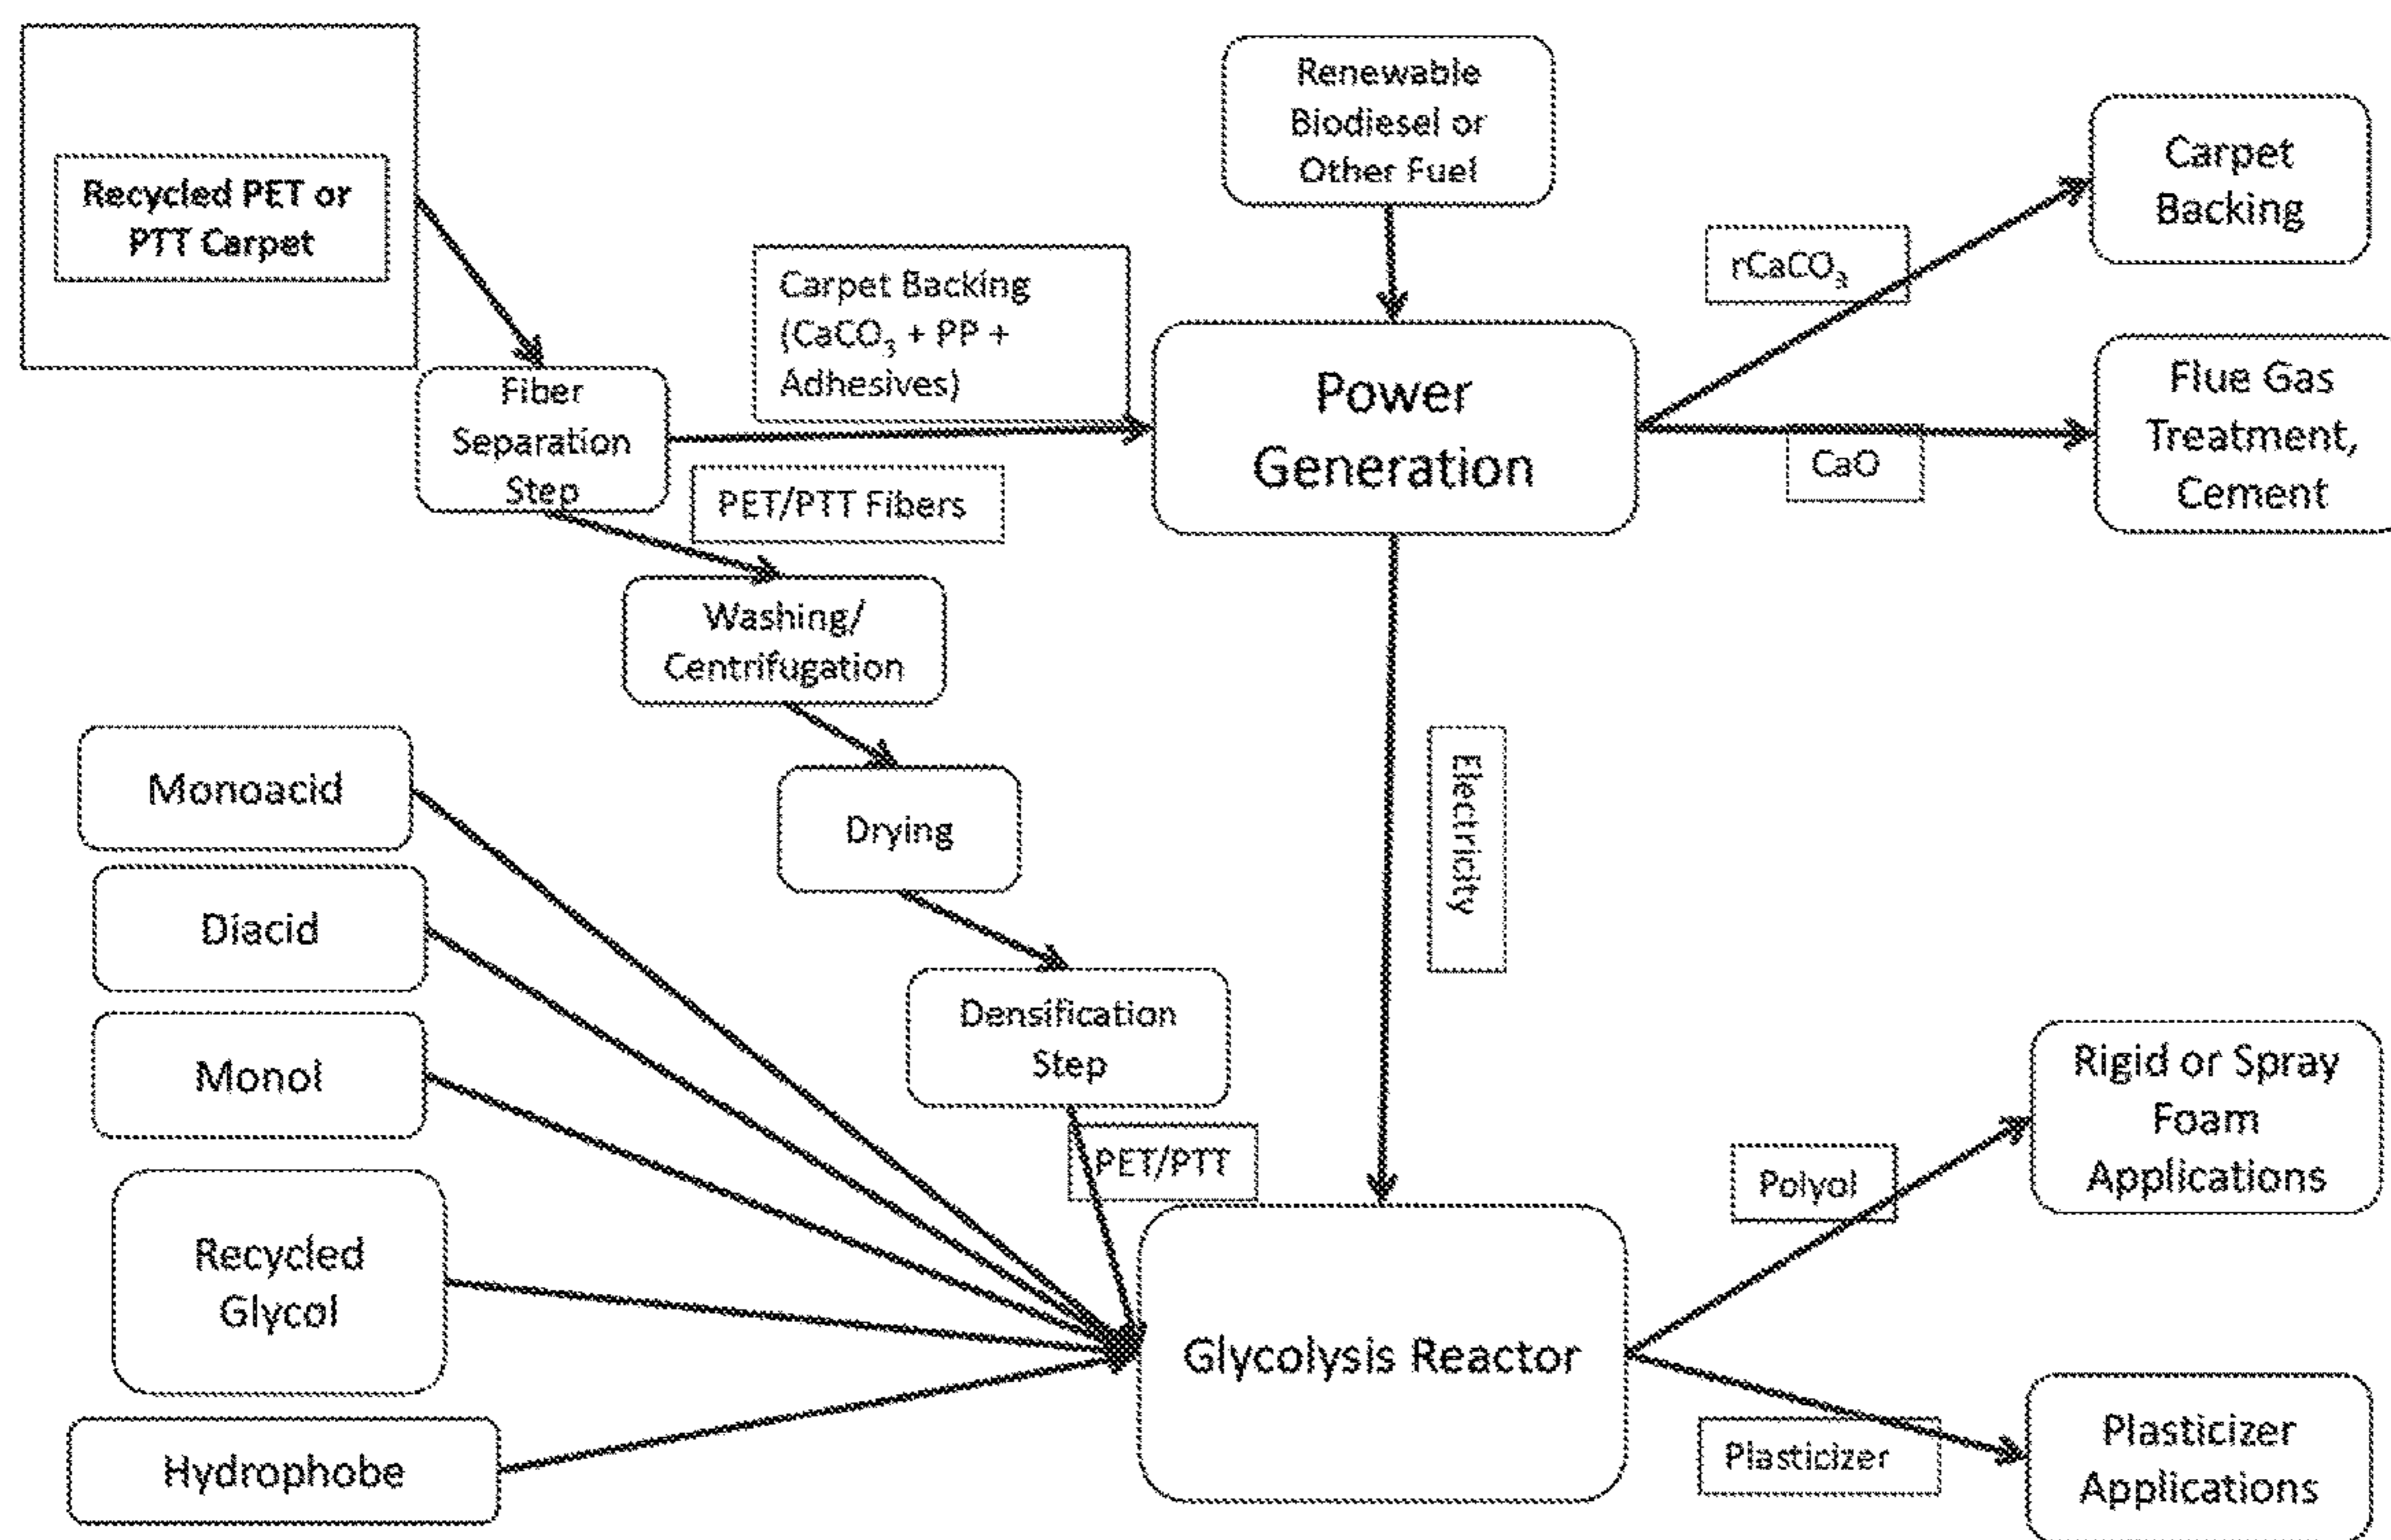 Recycled PET or
PTT Carpet
Renewable
Biodiesel or
Other Fuel
Carpet
Backing
rCaCO₃
Carpet Backing
(CaCO₃ + PP +
Adhesives)
Power
Generation
Flue Gas
Treatment,
Cement
CaO
Fiber
Separation
Step
PET/PTT Fibers
Washing/
Centrifugation
Drying
Electricity
Densification
Step
PET/PTT
Monoacid
Diacid
Monol
Recycled
Glycol
Hydrophobe
Glycolysis Reactor
Polyol
Rigid or Spray
Foam
Applications
Plasticizer
Plasticizer
Applications